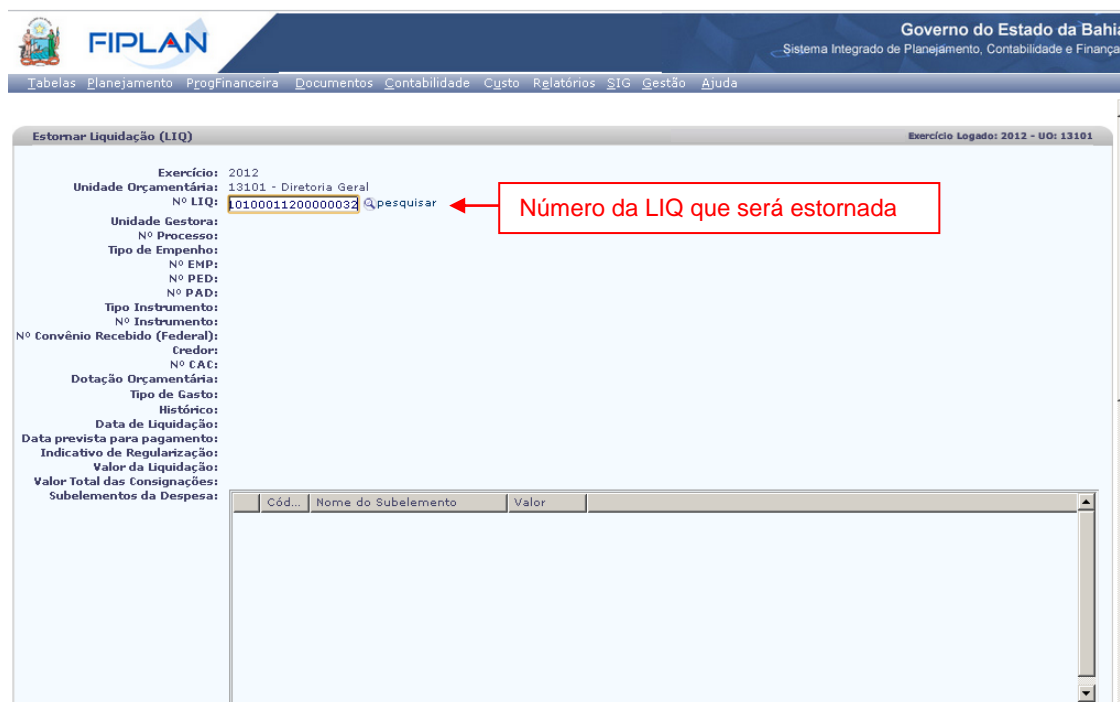 FIPLAN
Governo do Estado da Bahia
Sistema Integrado de Planejamento, Contabilidade e Finança
Tabelas Planejamento ProgFinanceira Documentos Contabilidade Custo Relatórios SIG Gestão Ajuda
Estornar Liquidação (LIQ) Exercício Logado: 2012 - UO: 13101
Exercício: 2012
Unidade Orçamentária: 13101 - Diretoria Geral
Nº LIQ: 10100011200000032 pesquisar
Número da LIQ que será estornada
Unidade Gestora:
Nº Processo:
Tipo de Empenho:
Nº EMP:
Nº PED:
Nº PAD:
Tipo Instrumento:
Nº Instrumento:
Nº Convênio Recebido (Federal):
Credor:
Nº CAC:
Dotação Orçamentária:
Tipo de Gasto:
Histórico:
Data de Liquidação:
Data prevista para pagamento:
Indicativo de Regularização:
Valor da Liquidação:
Valor Total das Consignações:
Subelementos da Despesa:
Cód... Nome do Subelemento Valor